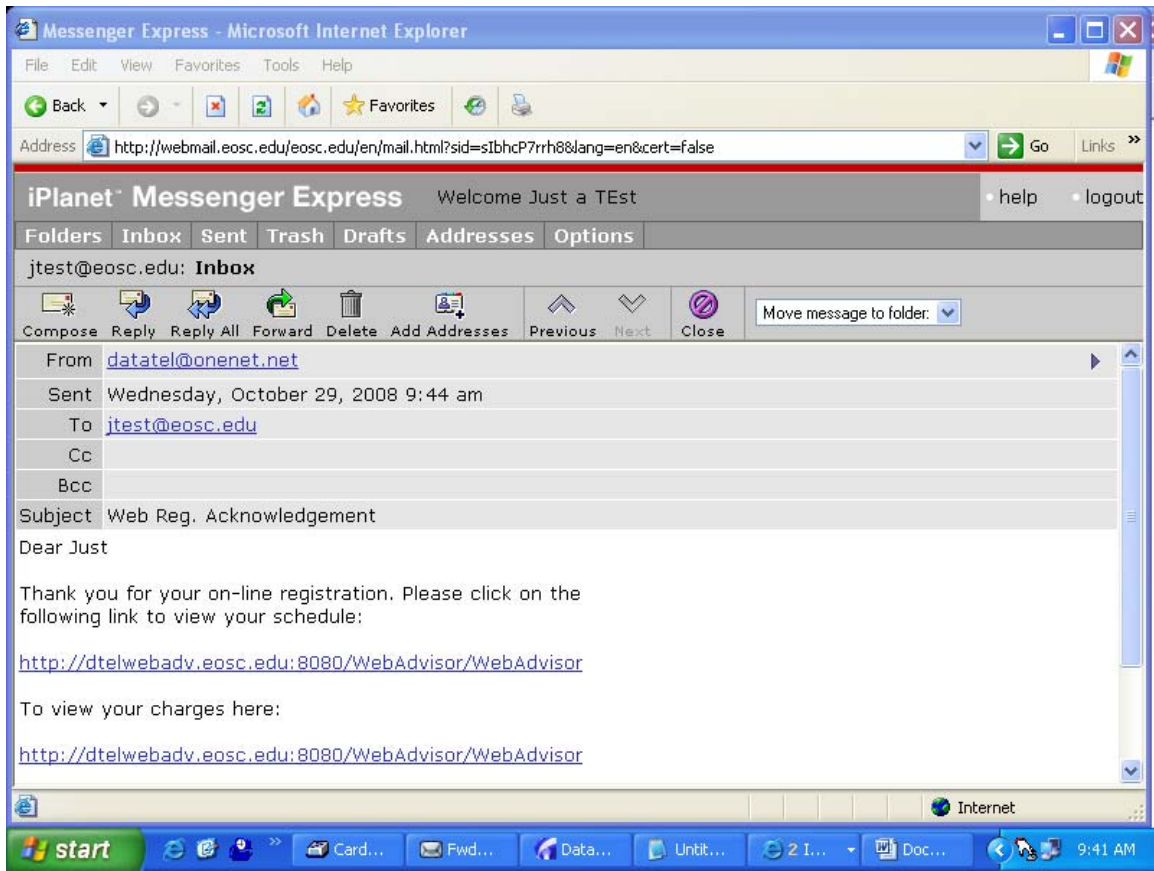 Messenger Express - Microsoft Internet Explorer
File Edit View Favorites Tools Help
Back Favorites
Address http://webmail.eosc.edu/eosc.edu/en/mail.html?sid=sIbhcP7rrh8&lang=en&cert=false Go Links »
iPlanet™ Messenger Express Welcome Just a TEst help logout
Folders Inbox Sent Trash Drafts Addresses Options
jtest@eosc.edu: Inbox
Compose Reply Reply All Forward Delete Add Addresses Previous Next Close Move message to folder:
From datatel@onenet.net
Sent Wednesday, October 29, 2008 9:44 am
To jtest@eosc.edu
Cc
Bcc
Subject Web Reg. Acknowledgement
Dear Just
Thank you for your on-line registration. Please click on the
following link to view your schedule:
http://dtelwebadv.eosc.edu:8080/WebAdvisor/WebAdvisor
To view your charges here:
http://dtelwebadv.eosc.edu:8080/WebAdvisor/WebAdvisor
Internet
start » Card... Fwd... Data... Untit... 2 I... Doc... 9:41 AM